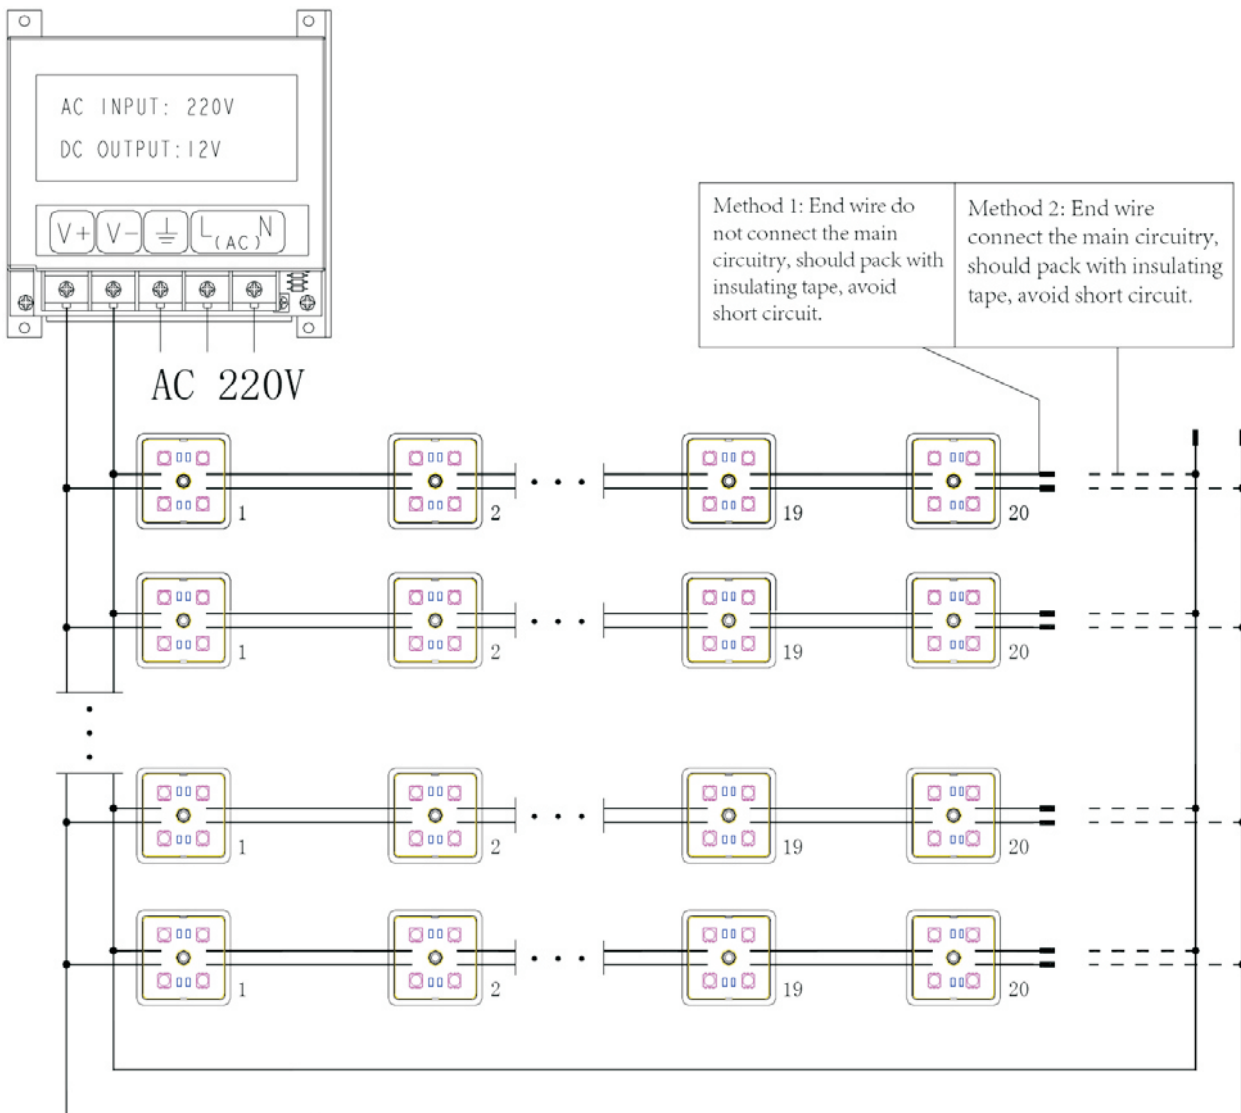 AC INPUT: 220V
DC OUTPUT:12V
V+ V- L(AC)N
AC 220V
Method 1: End wire do
not connect the main
circuitry, should pack with
insulating tape, avoid
short circuit.
Method 2: End wire
connect the main circuitry,
should pack with insulating
tape, avoid short circuit.
1 2 19 20
1 2 19 20
1 2 19 20
1 2 19 20